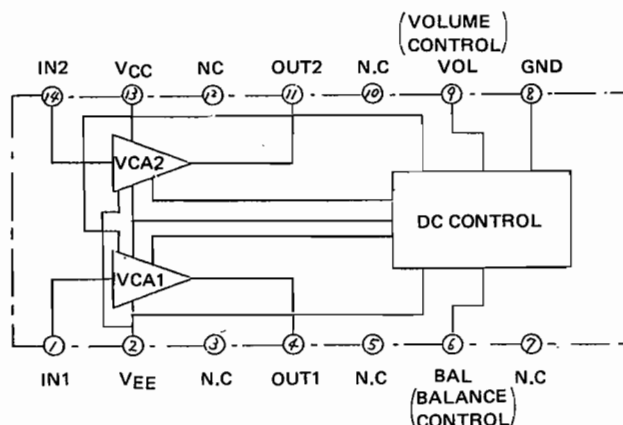 (VOLUME
CONTROL)
IN2 VCC NC OUT2 N.C VOL GND
14 13 12 11 10 9 8
VCA2
DC CONTROL
VCA1
1 2 3 4 5 6 7
IN1 VEE N.C OUT1 N.C BAL N.C
(BALANCE
CONTROL)